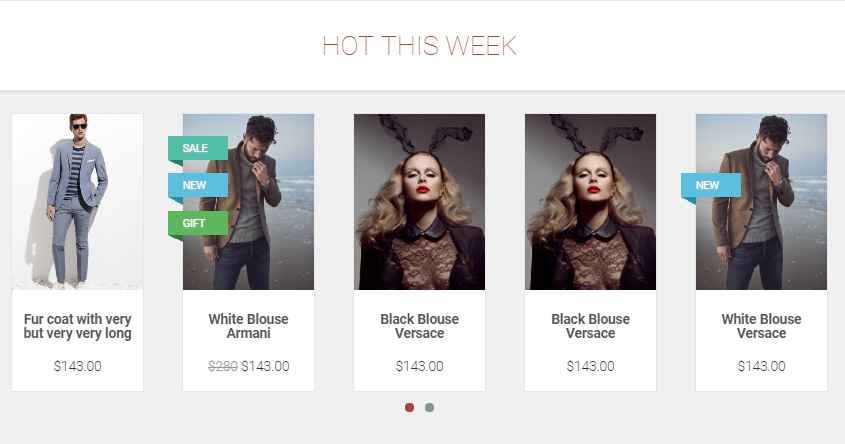 HOT THIS WEEK
SALE
NEW
GIFT
NEW
Fur coat with very
but very very long
$143.00
White Blouse
Armani
$280 $143.00
Black Blouse
Versace
$143.00
Black Blouse
Versace
$143.00
White Blouse
Versace
$143.00